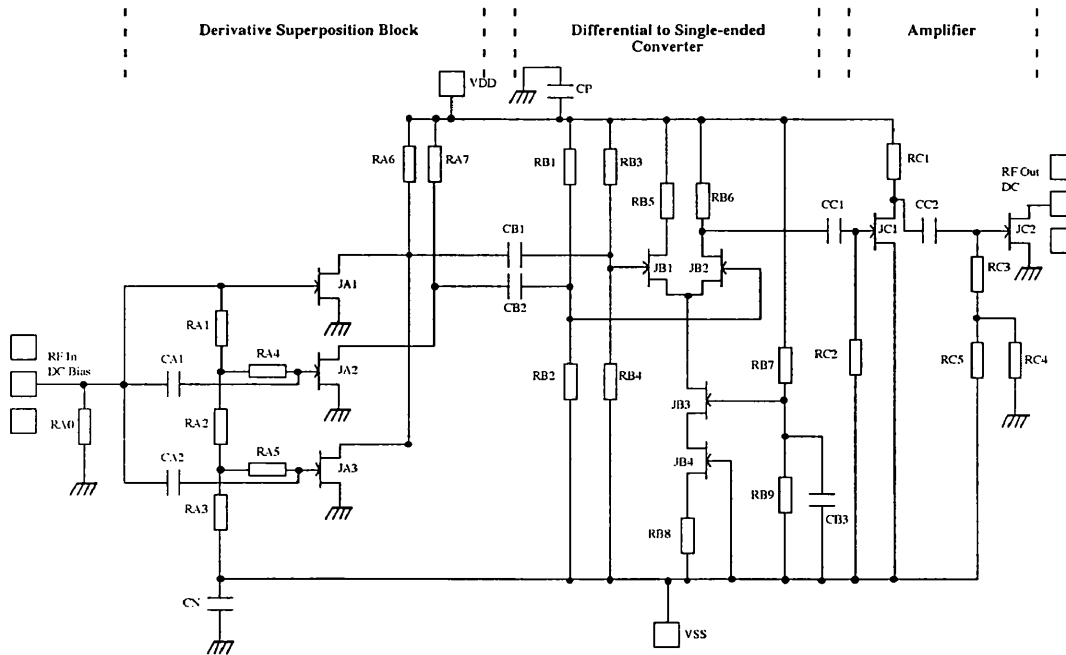 Derivative Superposition Block
Differential to Single-ended
Converter
Amplifier
VDD
CP
RA6
RA7
RB1
RB3
RB5
RB6
RC1
RF Out
DC
CC1
CC2
JC1
JC2
CB1
CB2
JB1
JB2
JA1
RA1
RC3
RF In
DC Bias
CA1
RA4
JA2
RB2
RB4
RB7
RC2
RC5
RC4
RA0
RA2
JB3
CA2
RA5
JA3
JB4
RA3
RB8
RB9
CB3
VSS